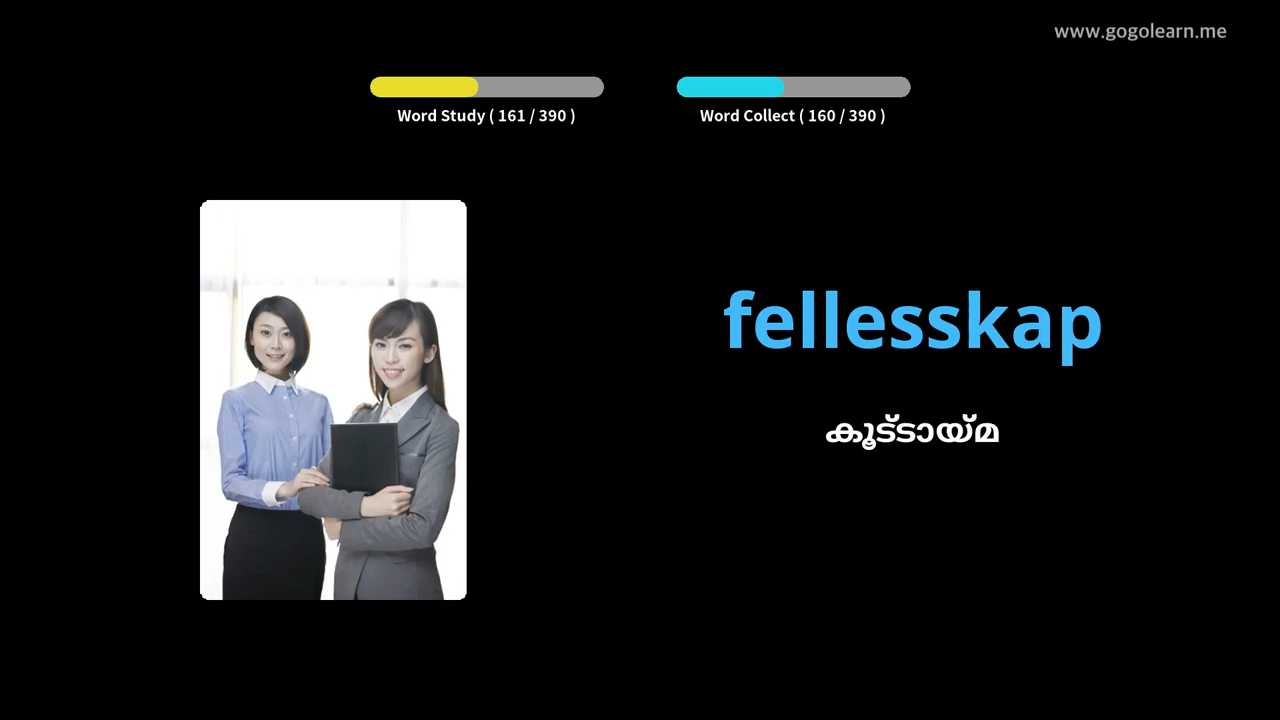 www.gogolearn.me
Word Study ( 161 / 390 )
Word Collect ( 160 / 390 )
fellesskap
കൂട്ടായ്മ